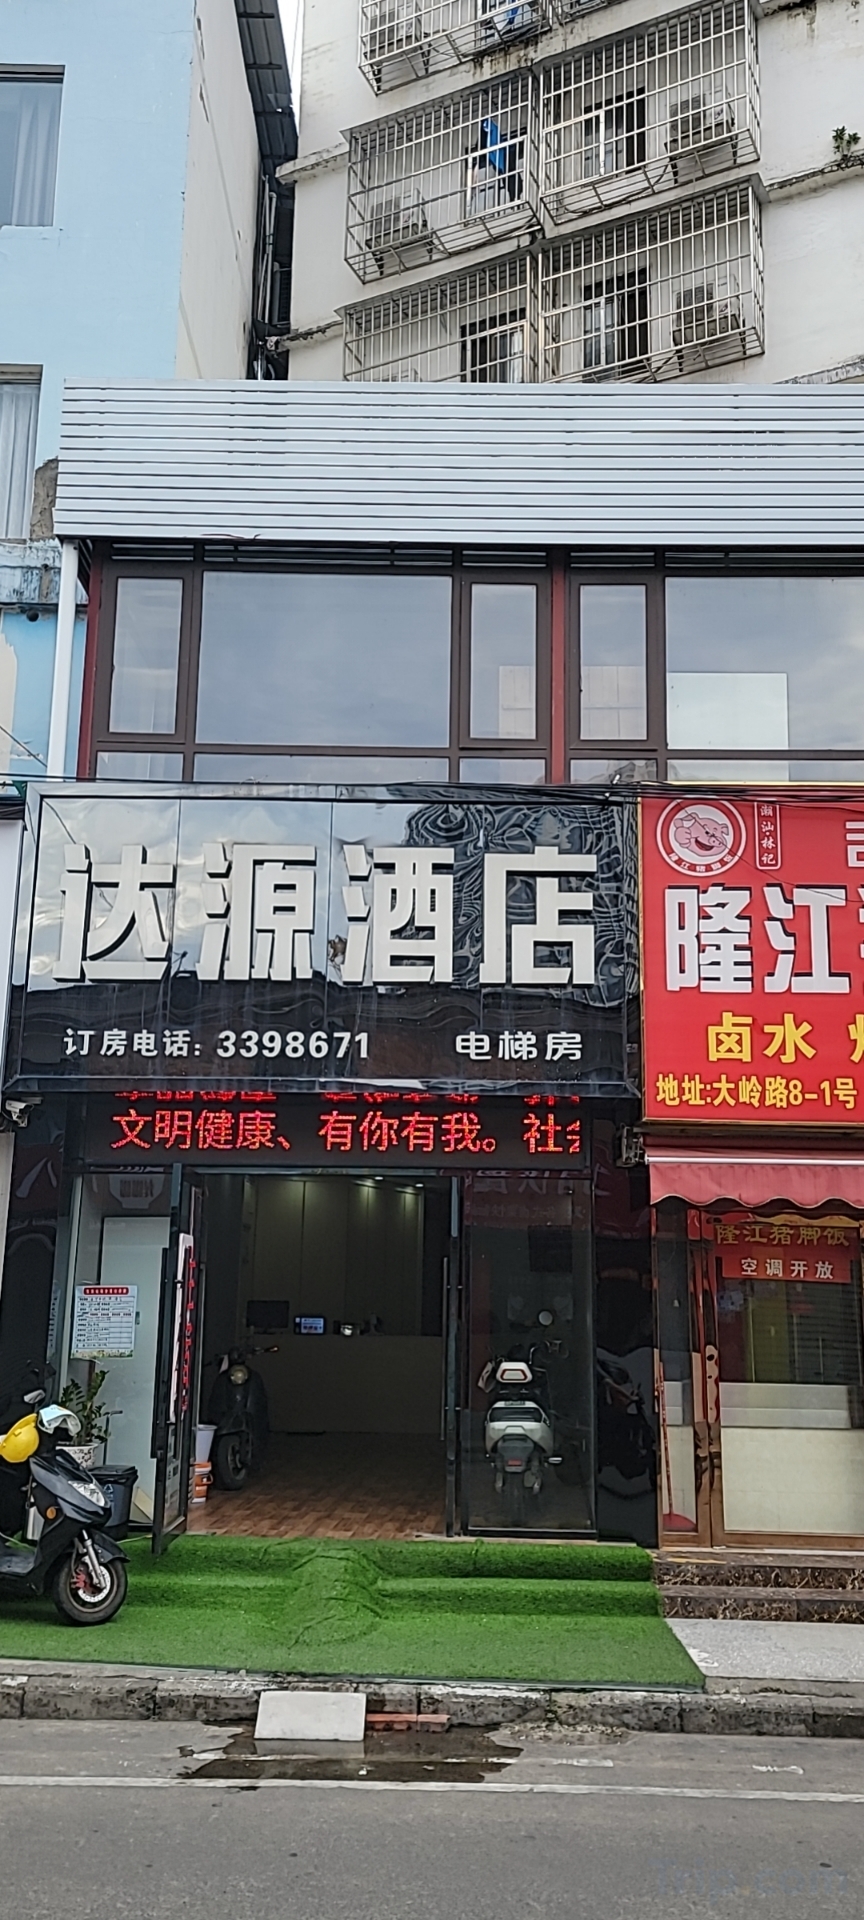 达源酒店
订房电话: 3398671 电梯房
文明健康、有你有我。社
潮汕林记
隆江
卤水
地址:大岭路8-1号
隆江猪脚饭
空调开放